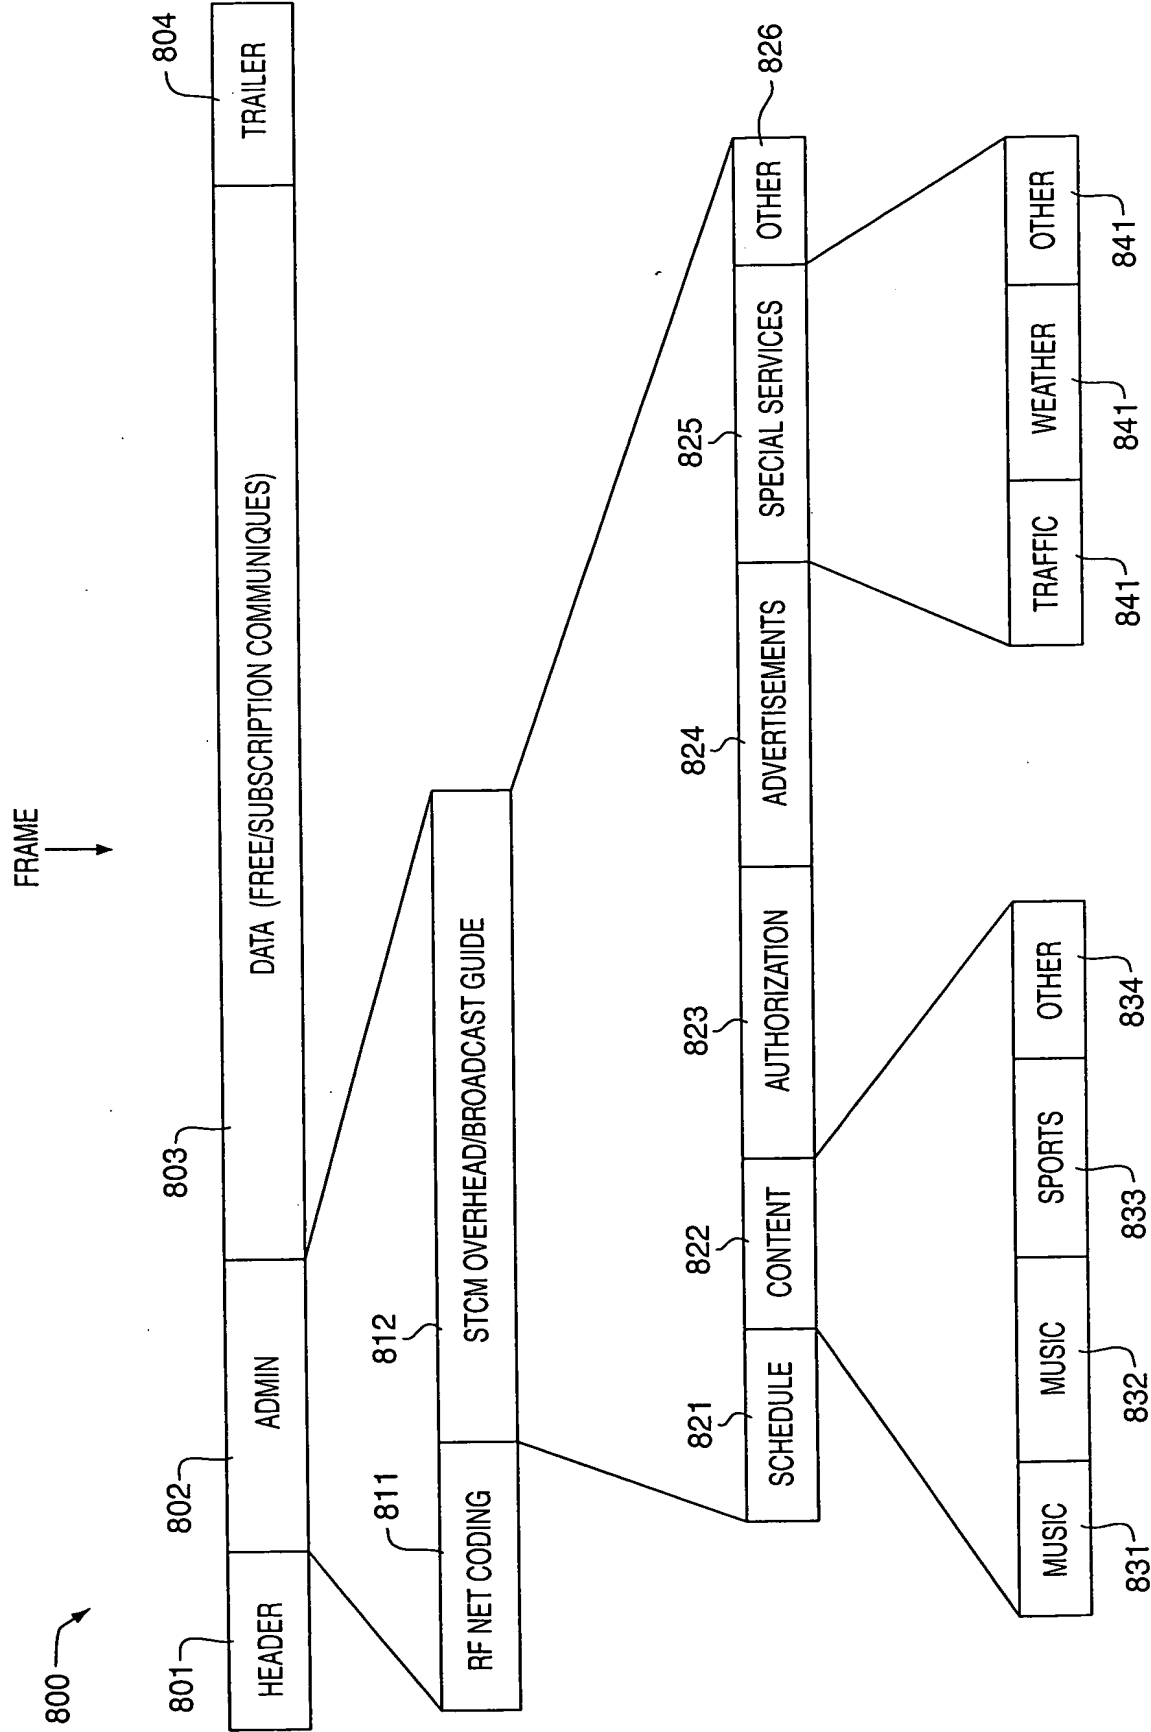 800
FRAME
801
802
803
804
HEADER
ADMIN
DATA (FREE/SUBSCRIPTION COMMUNIQUES)
TRAILER
811
812
RF NET CODING
STCM OVERHEAD/BROADCAST GUIDE
821
822
823
824
825
826
SCHEDULE
CONTENT
AUTHORIZATION
ADVERTISEMENTS
SPECIAL SERVICES
OTHER
MUSIC
MUSIC
SPORTS
OTHER
831
832
833
834
TRAFFIC
WEATHER
OTHER
841
841
841